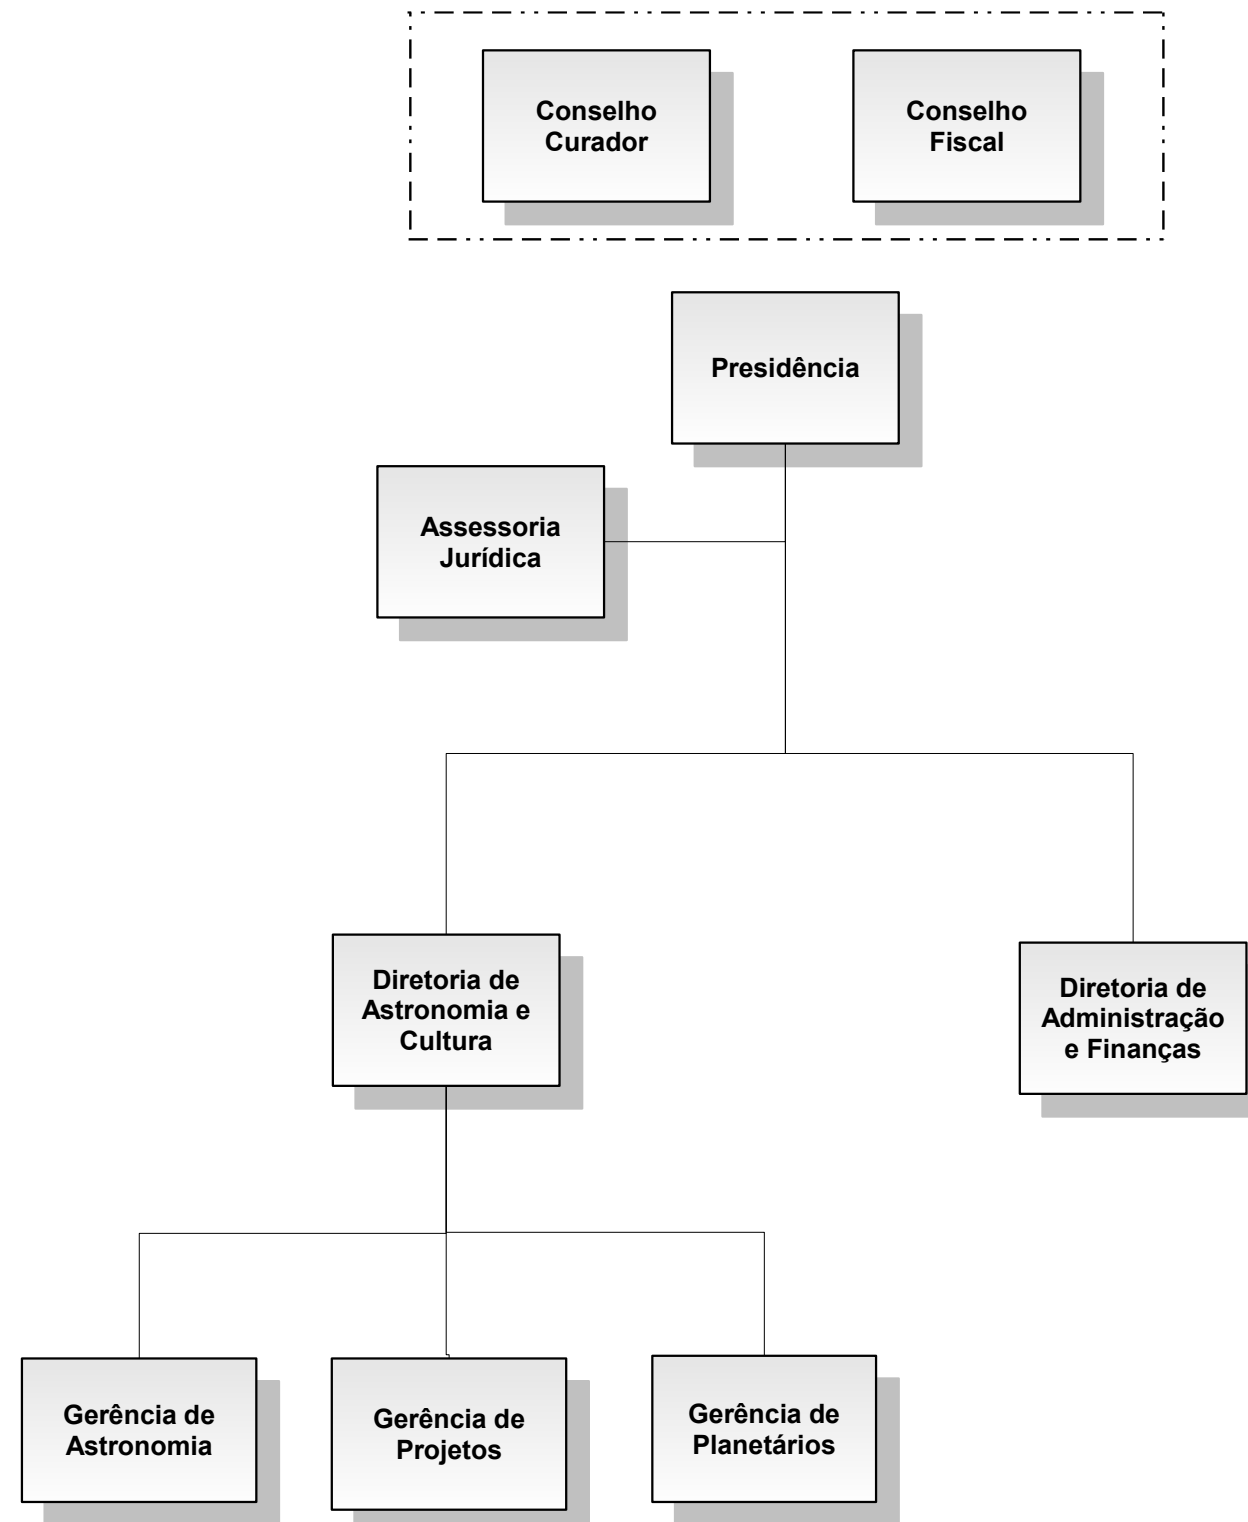 Conselho
Curador
Conselho
Fiscal
Presidência
Assessoria
Jurídica
Diretoria de
Astronomia e
Cultura
Diretoria de
Administração
e Finanças
Gerência de
Astronomia
Gerência de
Projetos
Gerência de
Planetários